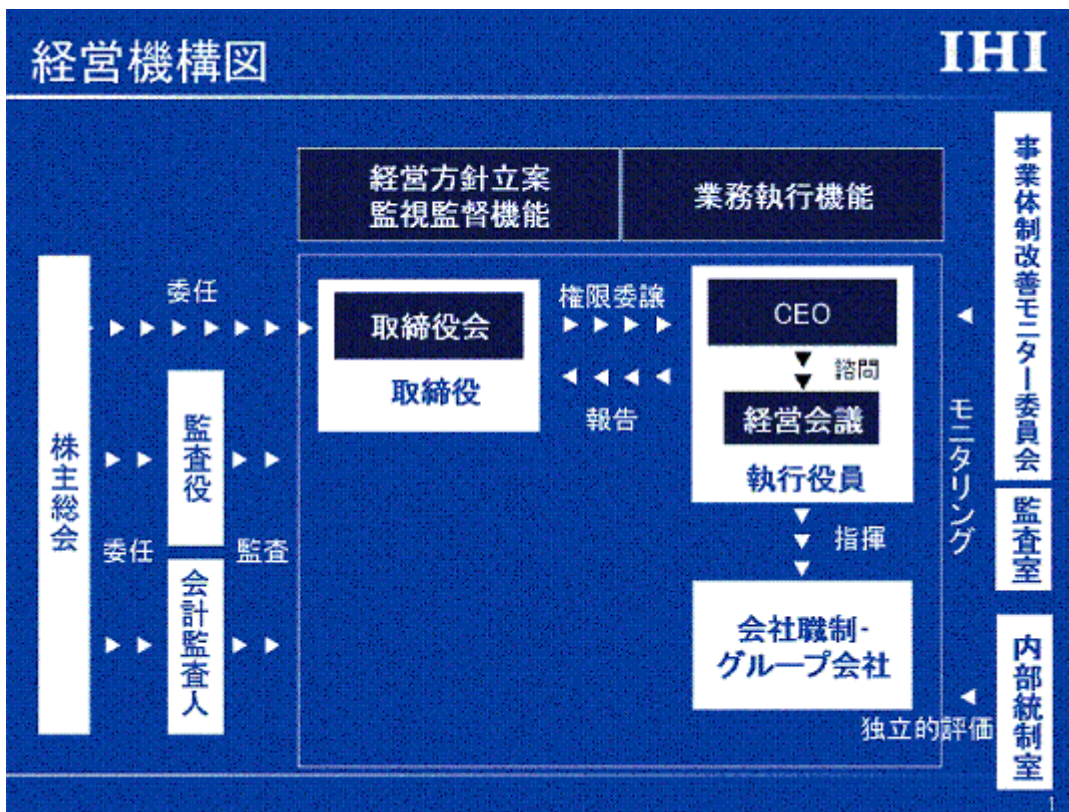 経営機構図
IHI
経営方針立案
監視監督機能
業務執行機能
株主総会
委任
監査役
会計監査人
委任
監査
取締役会
取締役
権限委譲
報告
CEO
諮問
経営会議
執行役員
指揮
会社職制-
グループ会社
モニタリング
独立的評価
事業体制改善モニター委員会
監査室
内部統制室
1